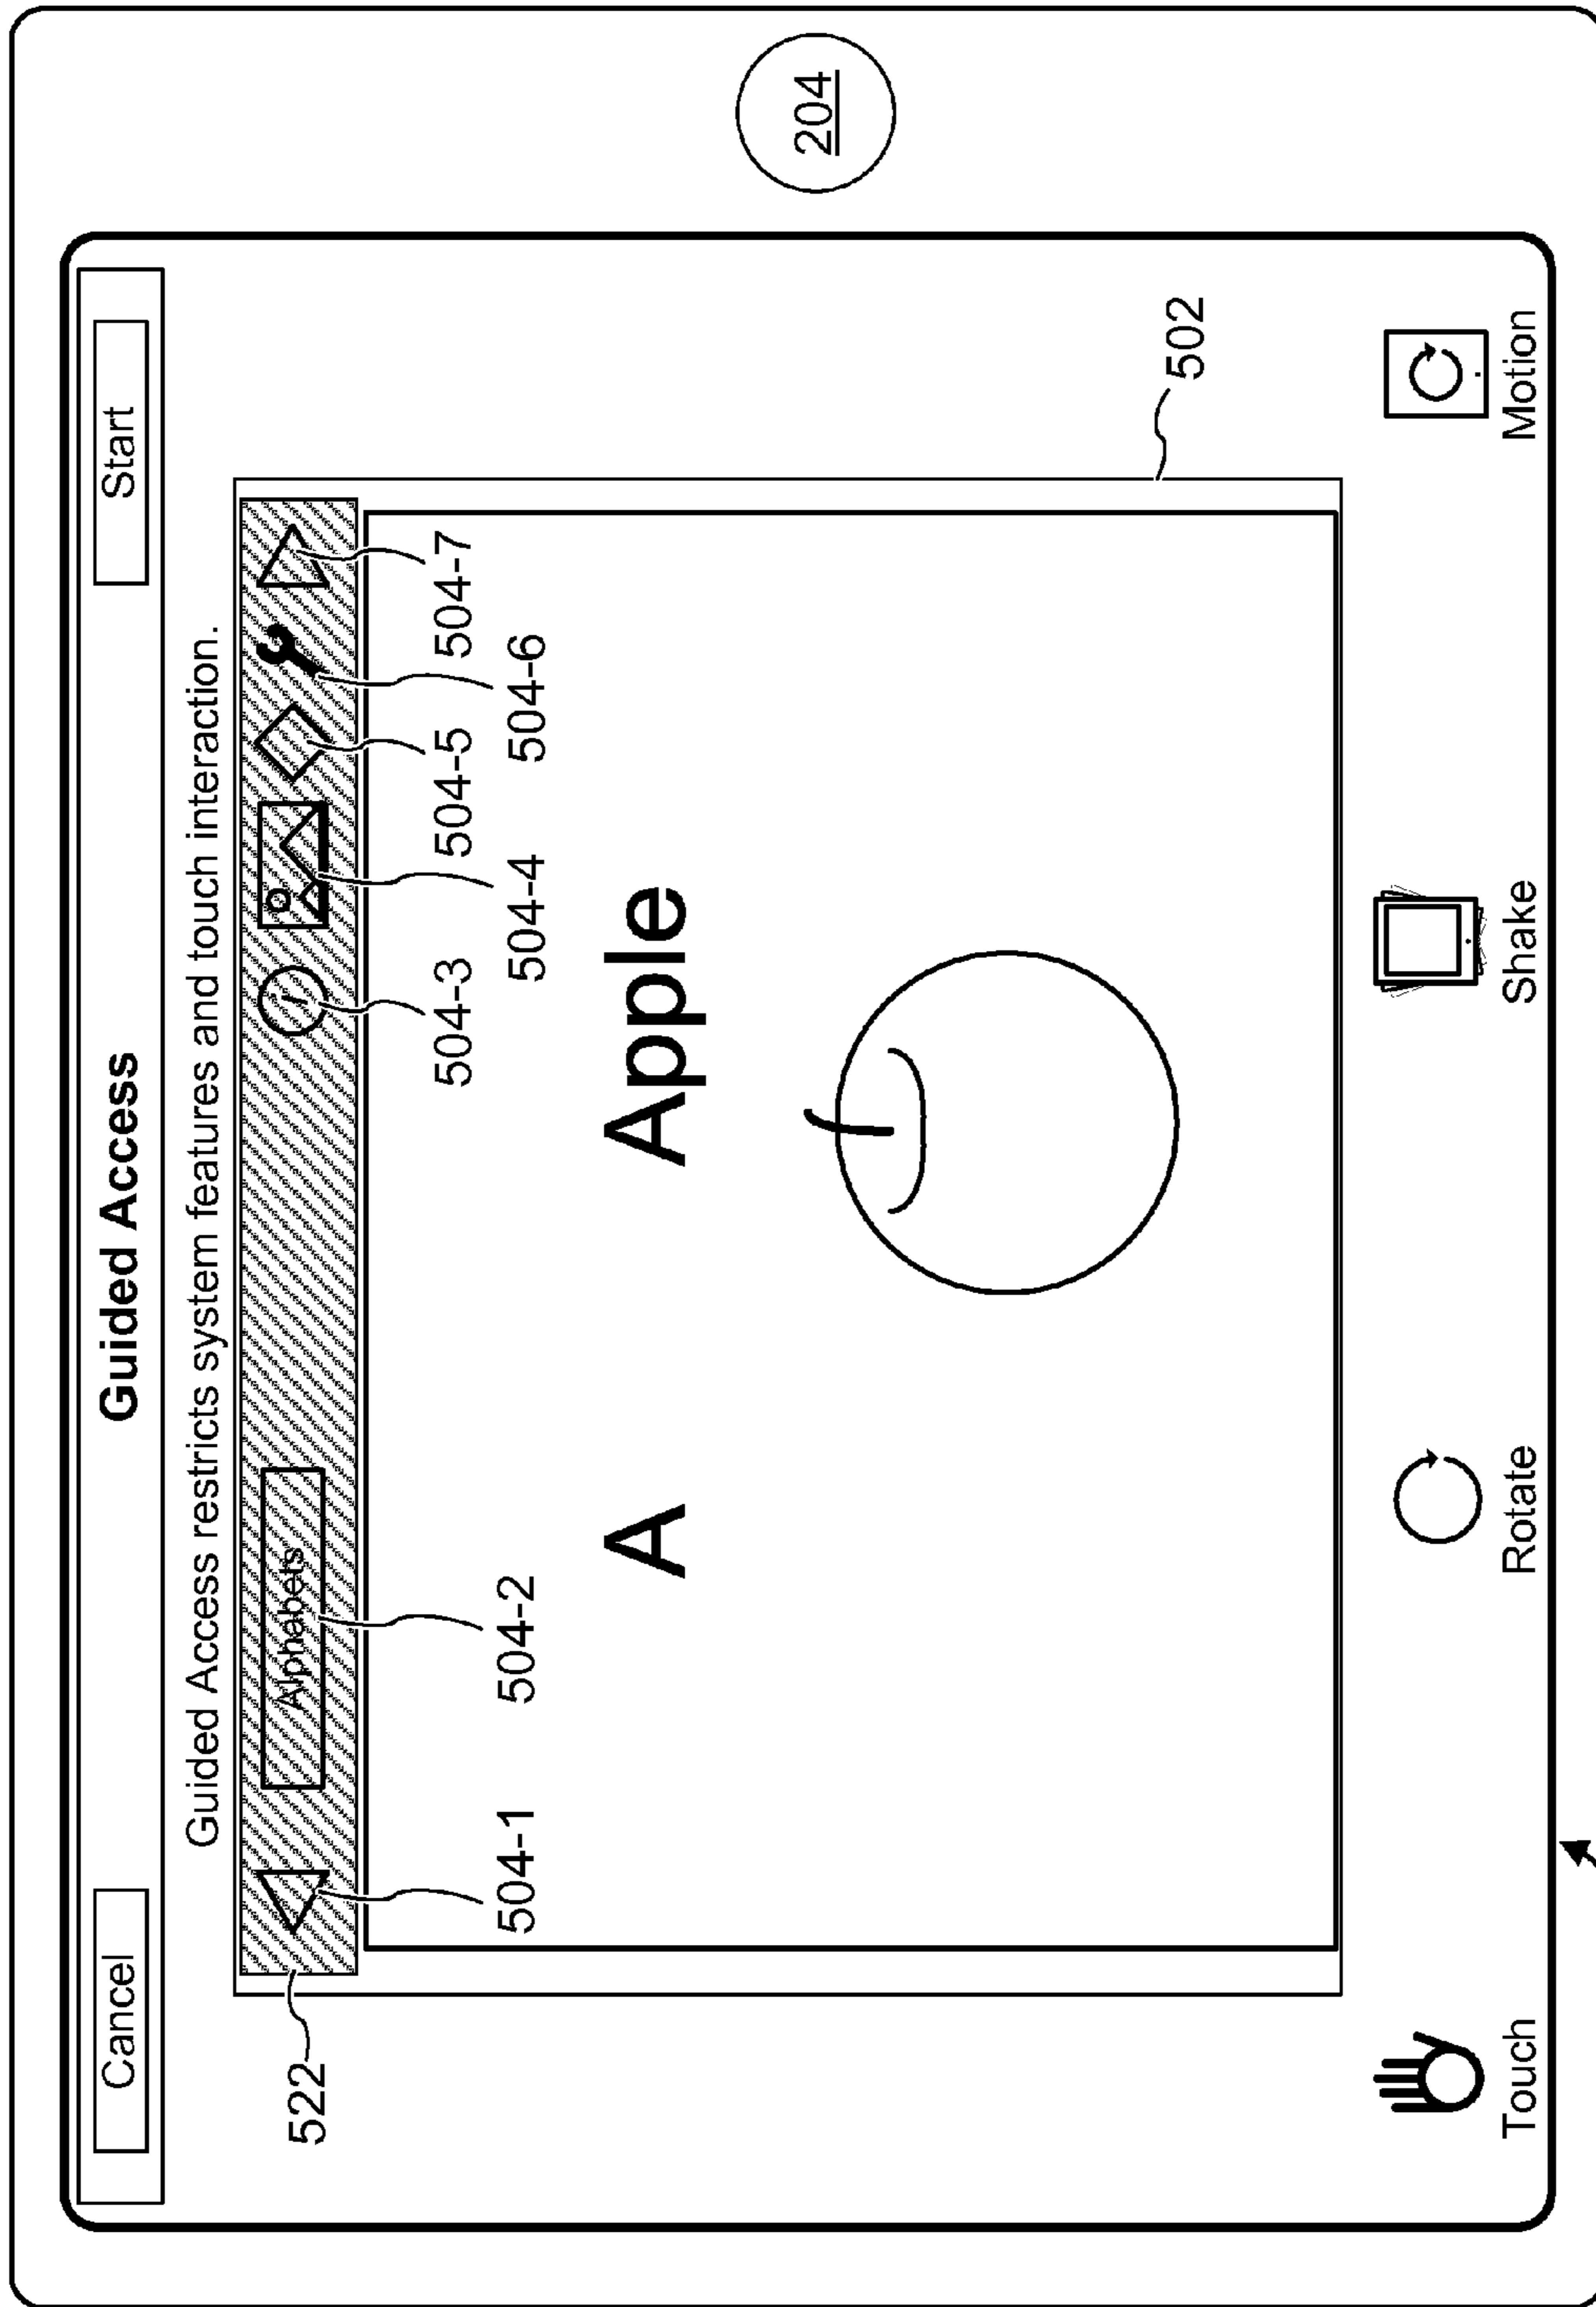 Guided Access
Cancel
Start
Guided Access restricts system features and touch interaction.
522
Alphabets
504-1
504-2
504-3
504-4
504-5
504-6
504-7
A Apple
502
204
Touch
Rotate
Shake
Motion